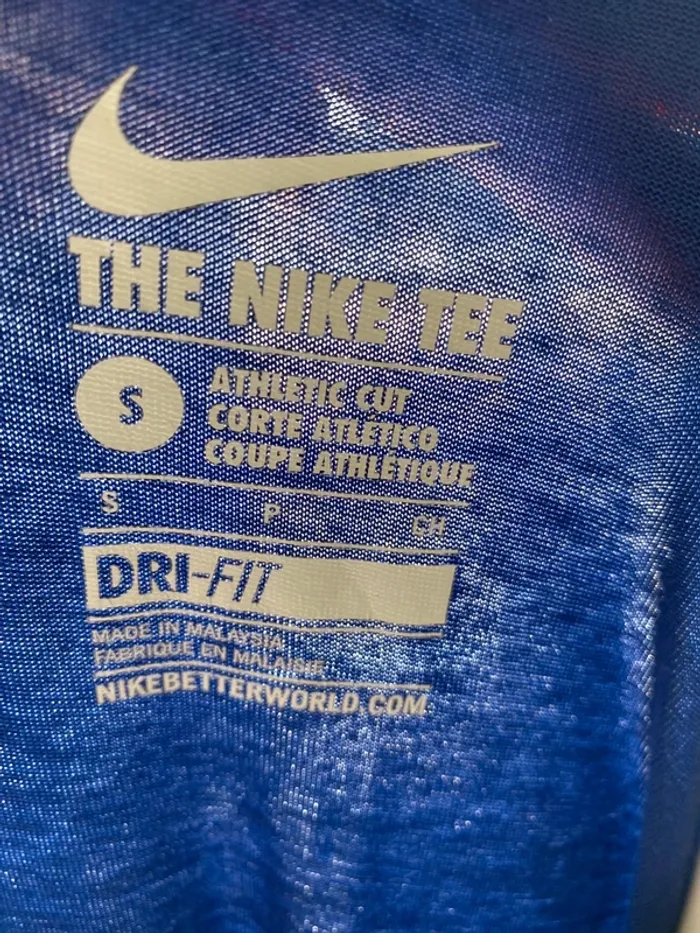 THE NIKE TEE
S
ATHLETIC CUT
CORTE ATLETICO
COUPE ATHLÉTIQUE
S P CH
DRI-FIT
MADE IN MALAYSIA
FABRIQUE EN MALAISIE
NIKEBETTERWORLD.COM